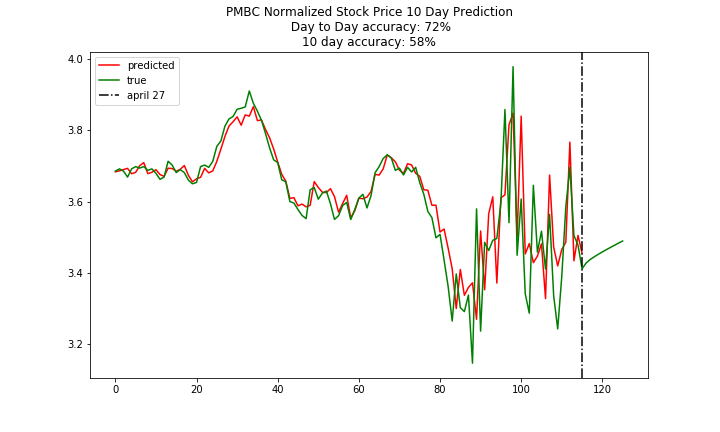 PMBC Normalized Stock Price 10 Day Prediction
Day to Day accuracy: 72%
10 day accuracy: 58%
predicted
true
april 27
4.0
3.8
3.6
3.4
3.2
0
20
40
60
80
100
120